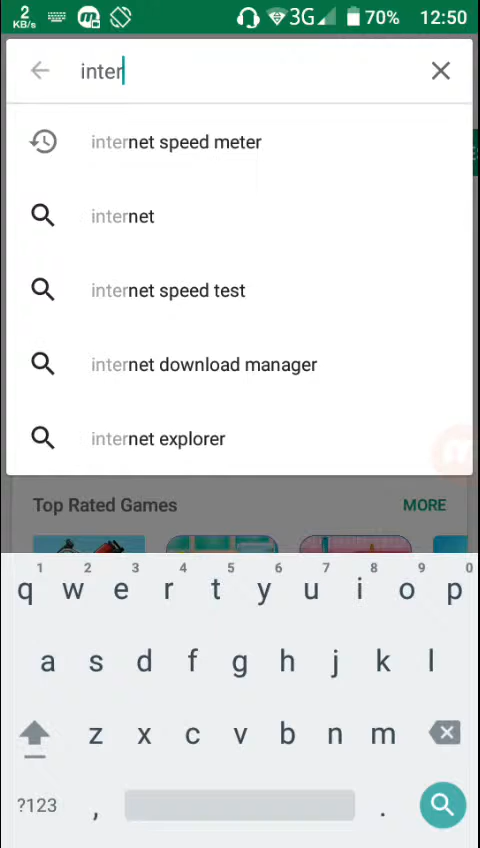 2
KB/s
3G
70%
12:50
inter
internet speed meter
internet
internet speed test
internet download manager
internet explorer
Top Rated Games
MORE
1 2 3 4 5 6 7 8 9 0
q w e r t y u i o p
a s d f g h j k l
z x c v b n m
?123 , .